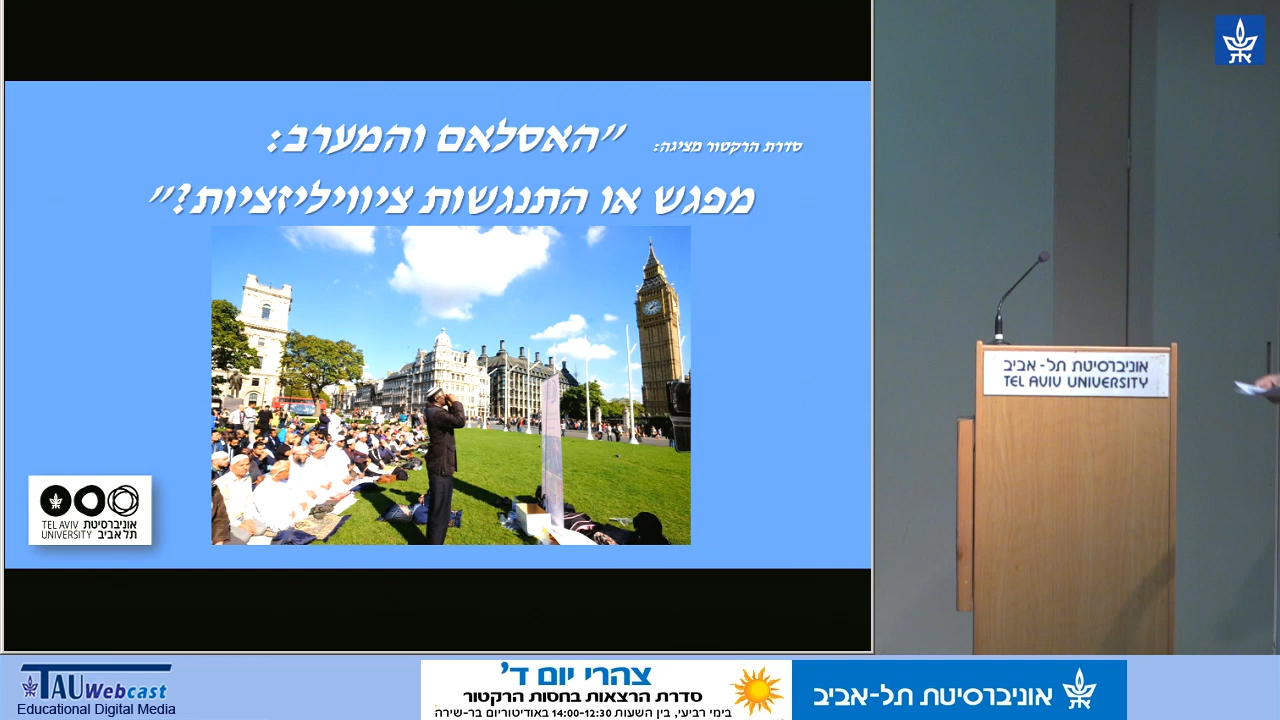 סדרת הרקטור מציגה: ״האסלאם והמערב:
מפגש או התנגשות ציוויליזציות?״
TEL AVIV אוניברסיטת
UNIVERSITY תל אביב
אוניברסיטת תל-אביב
TEL AVIV UNIVERSITY
TAU Webcast
Educational Digital Media
צהרי יום ד'
סדרת הרצאות בחסות הרקטור
בימי רביעי, בין השעות 14:00-12:30 באודיטוריום בר-שירה
אוניברסיטת תל-אביב